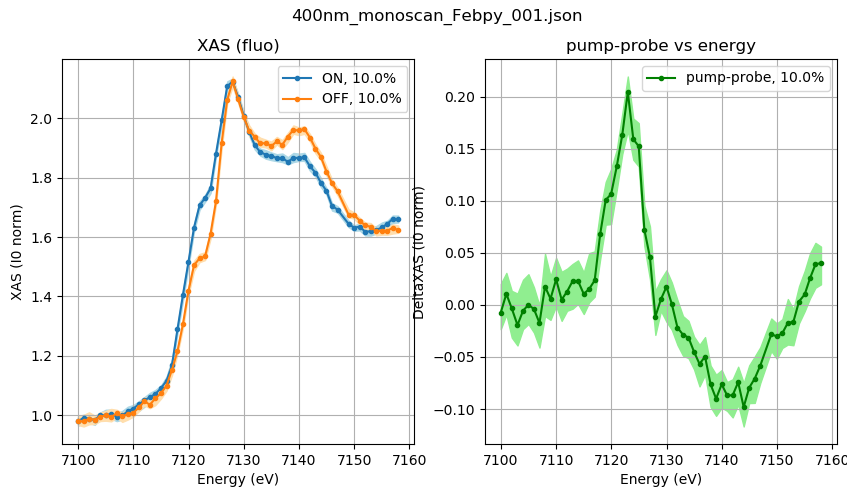 400nm_monoscan_Febpy_001.json
XAS (fluo)
ON, 10.0%
OFF, 10.0%
XAS (I0 norm)
2.0
1.8
1.6
1.4
1.2
1.0
7100 7110 7120 7130 7140 7150 7160
Energy (eV)
pump-probe vs energy
pump-probe, 10.0%
DeltaXAS (I0 norm)
0.20
0.15
0.10
0.05
0.00
−0.05
−0.10
7100 7110 7120 7130 7140 7150 7160
Energy (eV)